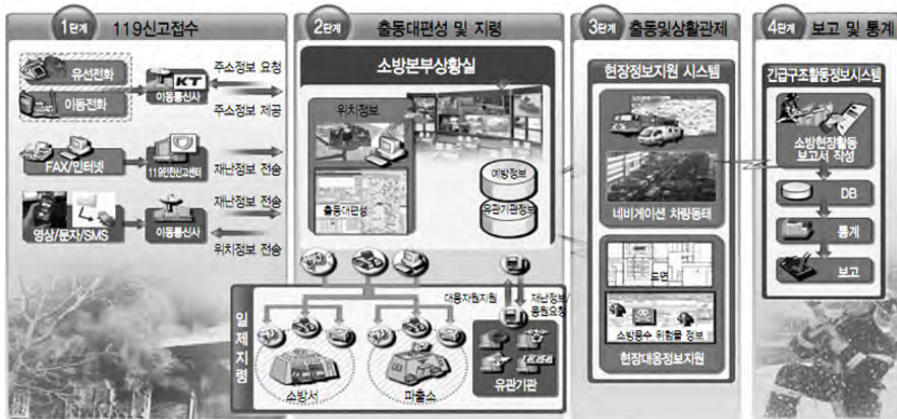 1단계 119신고접수
유선전화
이동전화
KT
이동통신사
주소정보 요청
주소정보 제공
FAX/인터넷
119안전신고센터
재난정보 전송
영상/문자/SMS
이동통신사
재난정보 전송
위치정보 전송
2단계 출동대편성 및 지령
소방본부상황실
위치정보
출동대편성
예방정보
유관기관정보
대응자원지원
재난정보/
응원요청
일제지령
소방서
파출소
유관기관
3단계 출동및상활관제
현장정보지원 시스템
네비게이션 차량동태
도면
소방용수 위험물 정보
현장대응정보지원
4단계 보고 및 통계
긴급구조활동정보시스템
소방현장활동
보고서 작성
DB
통계
보고